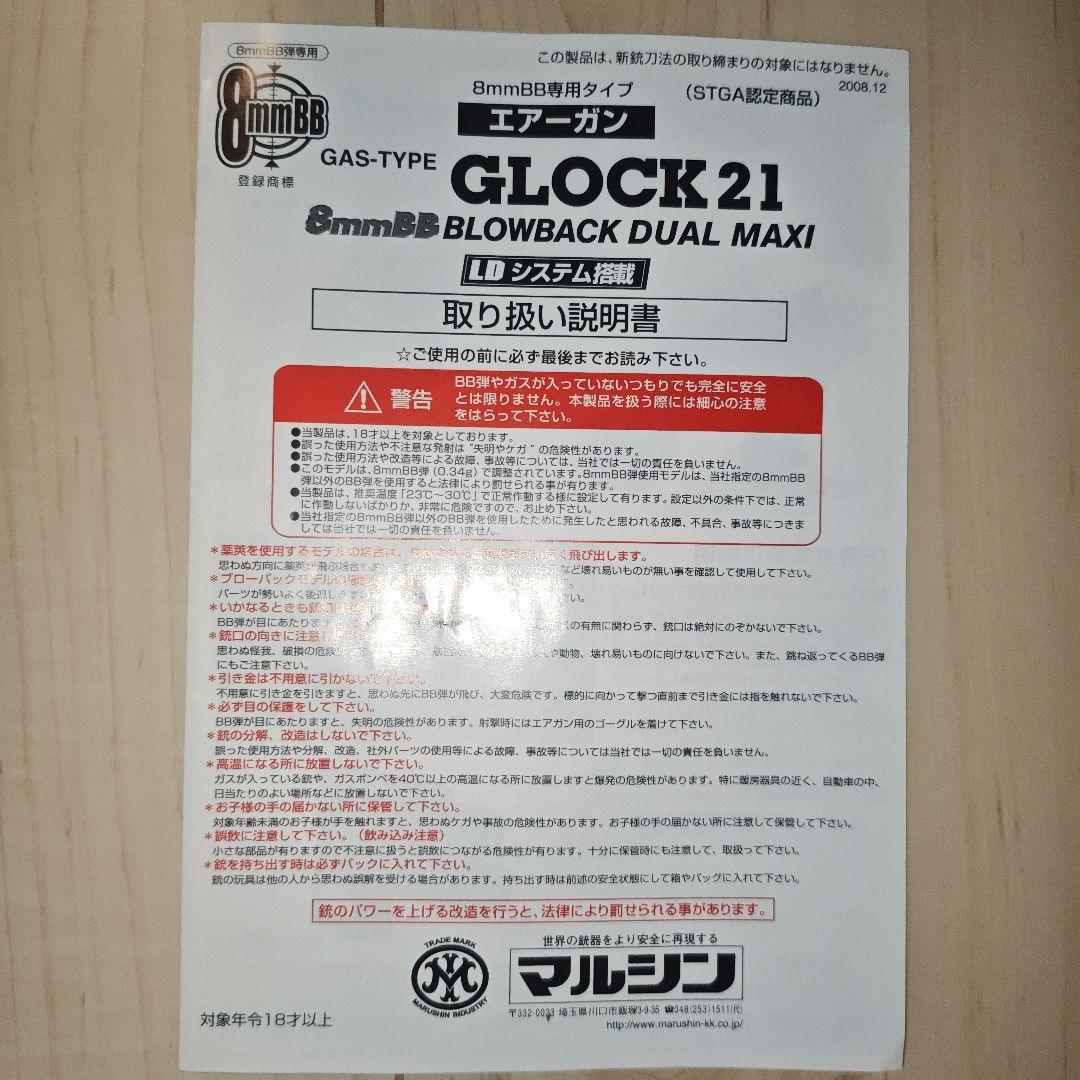 8mmBB弾専用
8mmBB
登録商標
この製品は、新銃刀法の取り締まりの対象にはなりません。
2008.12
8mmBB専用タイプ
(STGA認定商品)
エアーガン
GAS-TYPE
GLOCK 21
8mmBB BLOWBACK DUAL MAXI
LD システム搭載
取り扱い説明書
☆ご使用の前に必ず最後までお読み下さい。
警告
BB弾やガスが入っていないつもりでも完全に安全
とは限りません。本製品を扱う際には細心の注意
をはらって下さい。
●当製品は、18才以上を対象としております。
●誤った使用方法や不注意な発射は“失明やケガ”の危険性があります。
●誤った使用方法や改造等による故障、事故等については、当社では一切の責任を負いません。
●このモデルは、8mmBB弾(0.34g)で調整されています。8mmBB弾使用モデルは、当社指定の8mmBB
弾以外のBB弾を使用すると法律により罰せられる事が有ります。
●当製品は、推奨温度「23℃〜30℃」で正常作動する様に設定して有ります。設定以外の条件下では、正常
に作動しないばかりか、非常に危険ですので、お止め下さい。
●当社指定の8mmBB弾以外のBB弾を使用したために発生したと思われる故障、不具合、事故等につきま
しては当社では一切の責任を負いません。
*薬莢を使用するモデルの場合は、 く飛び出します。
思わぬ方向に薬莢が飛ぶ場合も など壊れ易いものが無い事を確認して使用して下さい。
*ブローバックモデルの場合
パーツが勢いよく後退し さい。
*いかなるときも銃口
BB弾が目にあたります の有無に関わらず、銃口は絶対にのぞかないで下さい。
*銃口の向きに注意し
思わぬ怪我、破損の危険 や動物、壊れ易いものに向けないで下さい。また、跳ね返ってくるBB弾
にもご注意下さい。
*引き金は不用意に引かないで下さい。
不用意に引き金を引きますと、思わぬ先にBB弾が飛び、大変危険です。標的に向かって撃つ直前まで引き金には指を触れないで下さい。
*必ず目の保護をして下さい。
BB弾が目にあたりますと、失明の危険性があります。射撃時にはエアガン用のゴーグルを着けて下さい。
*銃の分解、改造はしないで下さい。
誤った使用方法や分解、改造、社外パーツの使用等による故障、事故等については当社では一切の責任を負いません。
*高温になる所に放置しないで下さい。
ガスが入っている銃や、ガスボンベを40℃以上の高温になる所に放置しますと爆発の危険性があります。特に暖房器具の近く、自動車の中、
日当たりのよい場所などに放置しないで下さい。
*お子様の手の届かない所に保管して下さい。
対象年齢未満のお子様が手を触れますと、思わぬケガや事故の危険性があります。お子様の手の届かない所に注意して保管して下さい。
*誤飲に注意して下さい。(飲み込み注意)
小さな部品が有りますので不注意に扱うと誤飲につながる危険性が有ります。十分に保管時にも注意して、取扱って下さい。
*銃を持ち出す時は必ずバックに入れて下さい。
銃の玩具は他の人から思わぬ誤解を受ける場合があります。持ち出す時は前述の安全状態にして箱やバッグに入れて下さい。
銃のパワーを上げる改造を行うと、法律により罰せられる事があります。
TRADE MARK
MARUSHIN INDUSTRY
世界の銃器をより安全に再現する
マルシン
〒332-0023 埼玉県川口市飯塚3-9-35 ☎048(253)1511(代)
http://www.marushin-kk.co.jp/
対象年令18才以上